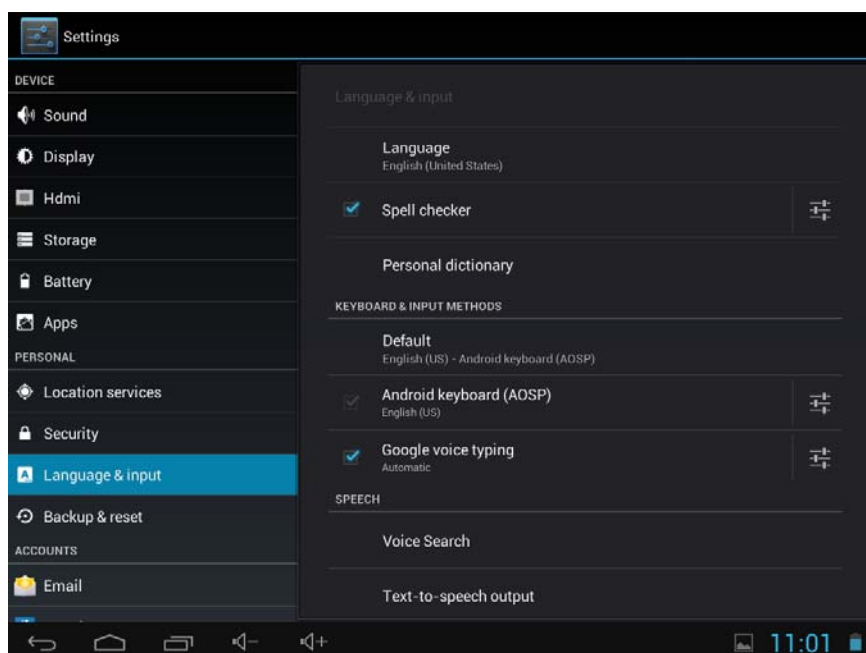 Settings
DEVICE
Sound
Display
Hdmi
Storage
Battery
Apps
PERSONAL
Location services
Security
Language & input
Backup & reset
ACCOUNTS
Email
Language & input
Language
English (United States)
Spell checker
Personal dictionary
KEYBOARD & INPUT METHODS
Default
English (US) - Android keyboard (AOSP)
Android keyboard (AOSP)
English (US)
Google voice typing
Automatic
SPEECH
Voice Search
Text-to-speech output
11:01